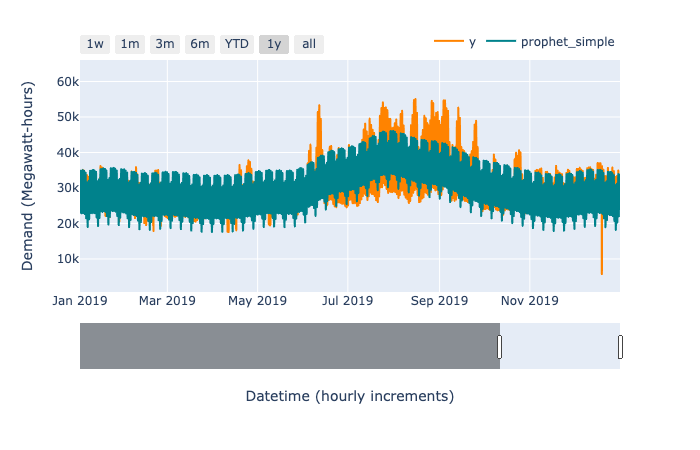 1w 1m 3m 6m YTD 1y all
y prophet_simple
Demand (Megawatt-hours)
60k
50k
40k
30k
20k
10k
Jan 2019 Mar 2019 May 2019 Jul 2019 Sep 2019 Nov 2019
Datetime (hourly increments)